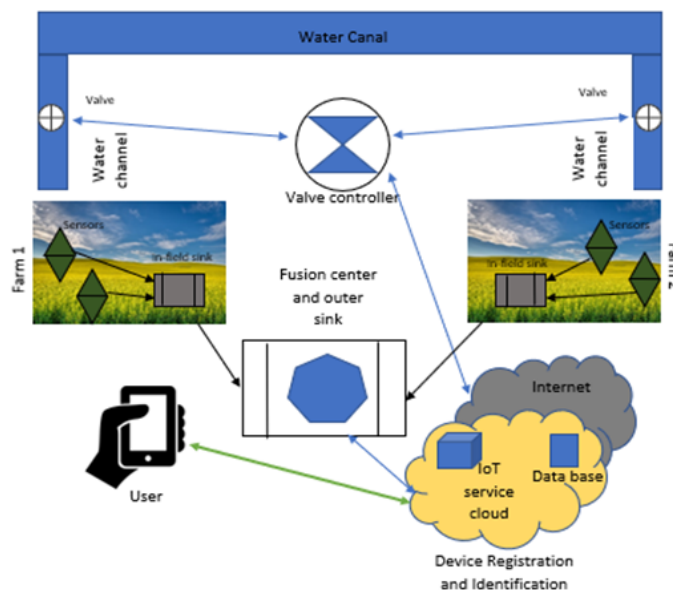 Water Canal
Valve
Valve
Water
channel
Water
channel
Valve controller
Farm 1
Sensors
In-field sink
Sensors
In-field sink
Fusion center
and outer
sink
Internet
IoT
service
cloud
Data base
User
Device Registration
and Identification